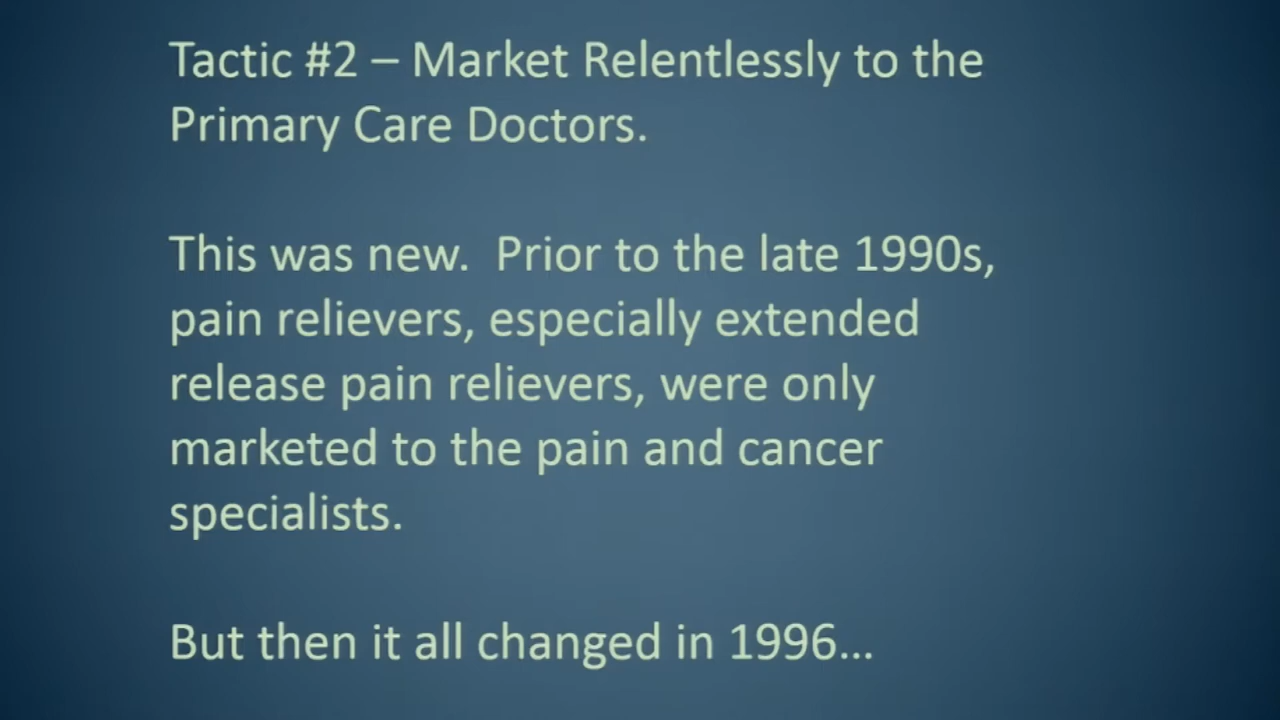 Tactic #2 – Market Relentlessly to the
Primary Care Doctors.
This was new.  Prior to the late 1990s,
pain relievers, especially extended
release pain relievers, were only
marketed to the pain and cancer
specialists.
But then it all changed in 1996...